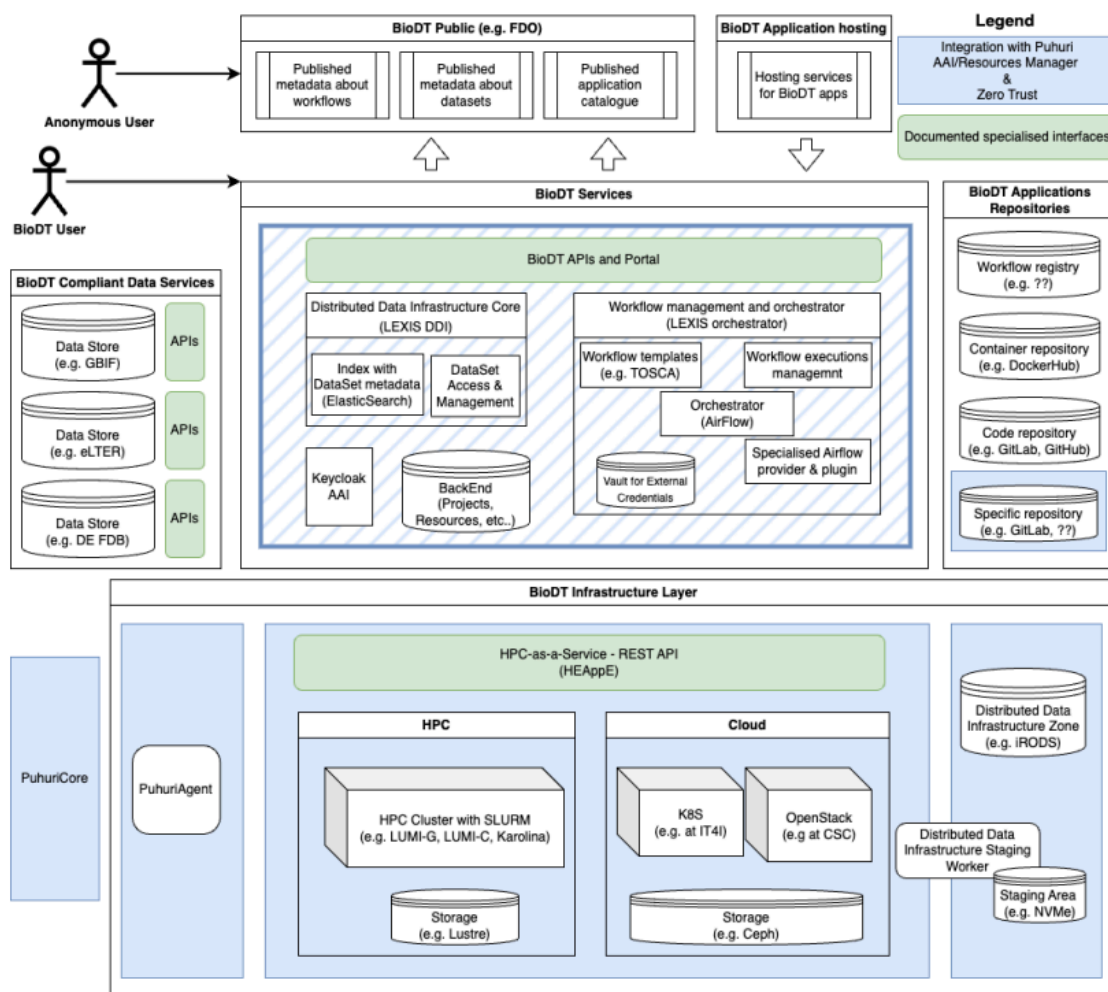 BioDT Public (e.g. FDO)
Published
metadata about
workflows
Published
metadata about
datasets
Published
application
catalogue
BioDT Application hosting
Hosting services
for BioDT apps
Legend
Integration with Puhuri
AAI/Resources Manager
&
Zero Trust
Documented specialised interfaces
Anonymous User
BioDT User
BioDT Services
BioDT APIs and Portal
Distributed Data Infrastructure Core
(LEXIS DDI)
Index with
DataSet metadata
(ElasticSearch)
DataSet
Access &
Management
Keycloak
AAI
BackEnd
(Projects,
Resources, etc..)
Workflow management and orchestrator
(LEXIS orchestrator)
Workflow templates
(e.g. TOSCA)
Workflow executions
managemnt
Orchestrator
(AirFlow)
Specialised Airflow
provider & plugin
Vault for External
Credentials
BioDT Applications
Repositories
Workflow registry
(e.g. ??)
Container repository
(e.g. DockerHub)
Code repository
(e.g. GitLab, GitHub)
Specific repository
(e.g. GitLab, ??)
BioDT Compliant Data Services
Data Store
(e.g. GBIF)
APIs
Data Store
(e.g. eLTER)
APIs
Data Store
(e.g. DE FDB)
APIs
BioDT Infrastructure Layer
PuhuriCore
PuhuriAgent
HPC-as-a-Service - REST API
(HEAppE)
HPC
HPC Cluster with SLURM
(e.g. LUMI-G, LUMI-C, Karolina)
Storage
(e.g. Lustre)
Cloud
K8S
(e.g. at IT4I)
OpenStack
(e.g at CSC)
Storage
(e.g. Ceph)
Distributed Data
Infrastructure Zone
(e.g. iRODS)
Distributed Data
Infrastructure Staging
Worker
Staging Area
(e.g. NVMe)